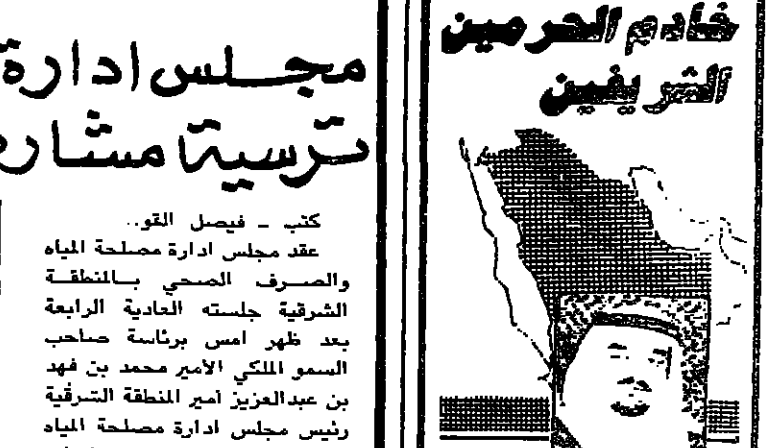 خادم الحرمين
الشريفين
مجلس ادارة
ترسية مشار
كتب - فيصل القو..
عقد مجلس ادارة مصلحة المياه
والصرف الصحي بالمنطقة
الشرقية جلسته العادية الرابعة
بعد ظهر امس برئاسة صاحب
السمو الملكي الأمير محمد بن فهد
بن عبدالعزيز أمير المنطقة الشرقية
رئيس مجلس ادارة مصلحة المياه